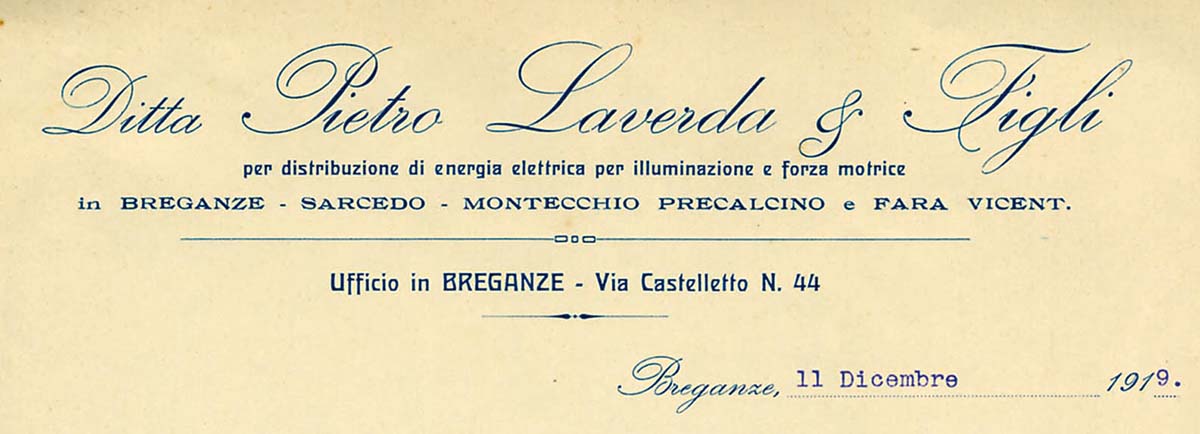 Ditta Pietro Laverda & Figli
per distribuzione di energia elettrica per illuminazione e forza motrice
in BREGANZE - SARCEDO - MONTECCHIO PRECALCINO e FARA VICENT.
Ufficio in BREGANZE - Via Castelletto N. 44
Breganze, 11 Dicembre 1919.